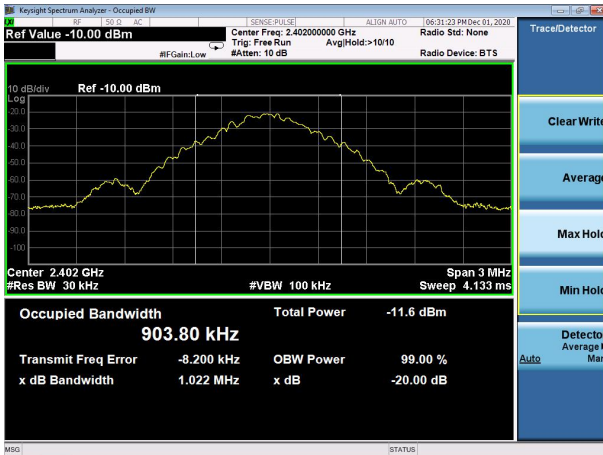 Keysight Spectrum Analyzer - Occupied BW
RF 50 Ω AC SENSE:PULSE ALIGN AUTO 06:31:23 PM Dec 01, 2020
Ref Value -10.00 dBm
Center Freq: 2.402000000 GHz
Radio Std: None
Trig: Free Run Avg|Hold:>10/10
#IFGain:Low
#Atten: 10 dB
Radio Device: BTS
Trace/Detector
10 dB/div
Ref -10.00 dBm
Log
-20.0
-30.0
-40.0
-50.0
-60.0
-70.0
-80.0
-90.0
-100
Center 2.402 GHz
Span 3 MHz
#Res BW 30 kHz
#VBW 100 kHz
Sweep 4.133 ms
Occupied Bandwidth
Total Power -11.6 dBm
903.80 kHz
Transmit Freq Error -8.200 kHz
OBW Power 99.00 %
x dB Bandwidth 1.022 MHz
x dB -20.00 dB
Clear Write
Average
Max Hold
Min Hold
Detecto
Average
Auto Man
MSG
STATUS